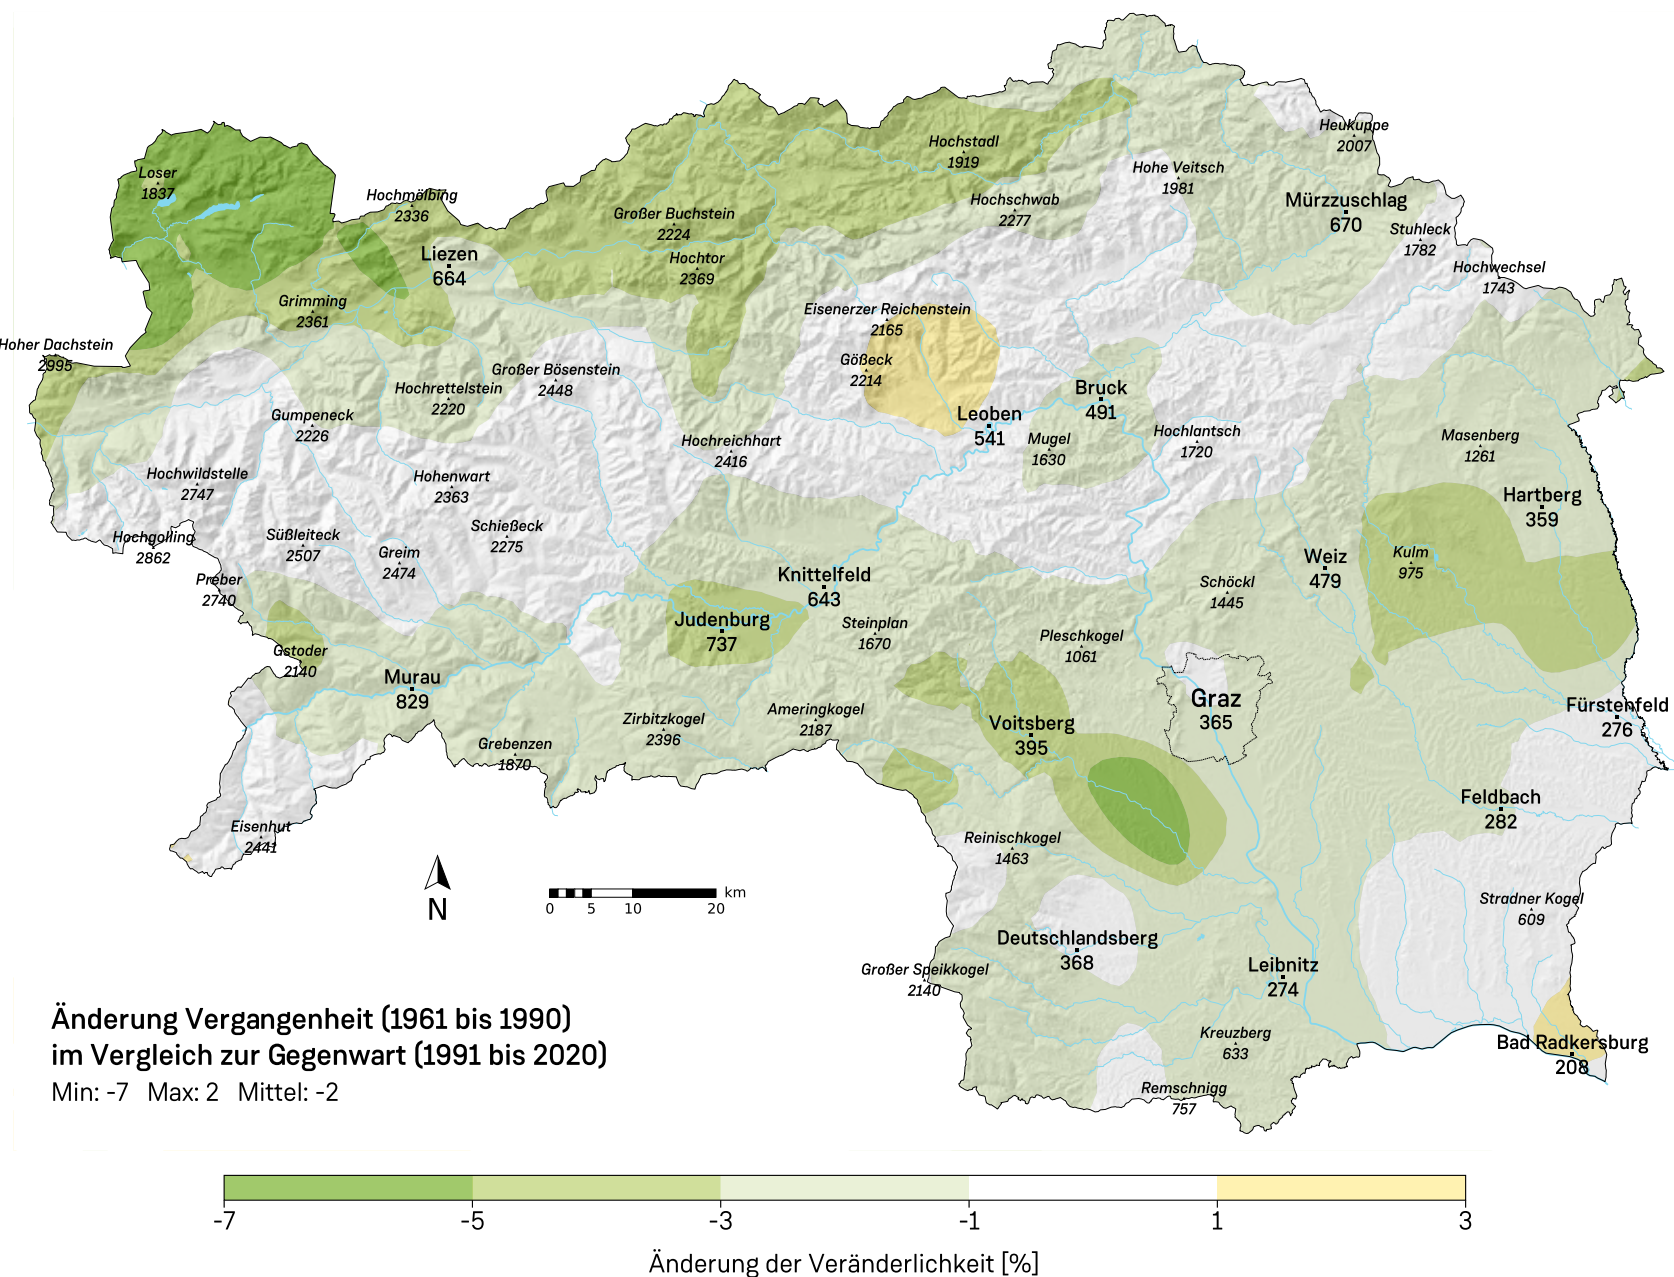 Heukuppe
2007
Hochstadl
1919
Hohe Veitsch
1981
Loser
1837
Hochmölbing
2336
Hochschwab
2277
Mürzzuschlag
670
Großer Buchstein
2224
Stuhleck
1782
Liezen
664
Hochtor
2369
Hochwechsel
1743
Grimming
2361
Eisenerzer Reichenstein
2165
Hoher Dachstein
2995
Gößeck
2214
Großer Bösenstein
2448
Hochrettelstein
2220
Bruck
491
Gumpeneck
2226
Leoben
541
Hochreichhart
2416
Mugel
1630
Hochlantsch
1720
Masenberg
1261
Hochwildstelle
2747
Hohenwart
2363
Hartberg
359
Schießeck
2275
Hochgolling
2862
Süßleiteck
2507
Greim
2474
Weiz
479
Kulm
975
Preber
2740
Knittelfeld
643
Schöckl
1445
Judenburg
737
Steinplan
1670
Pleschkogel
1061
Gstoder
2140
Murau
829
Graz
365
Fürstenfeld
276
Zirbitzkogel
2396
Ameringkogel
2187
Voitsberg
395
Grebenzen
1870
Feldbach
282
Eisenhut
2441
Reinischkogel
1463
N
0 5 10 20 km
Stradner Kogel
609
Deutschlandsberg
368
Großer Speikkogel
2140
Leibnitz
274
Kreuzberg
633
Bad Radkersburg
208
Remschnigg
757
Änderung Vergangenheit (1961 bis 1990)
im Vergleich zur Gegenwart (1991 bis 2020)
Min: -7 Max: 2 Mittel: -2
-7 -5 -3 -1 1 3
Änderung der Veränderlichkeit [%]